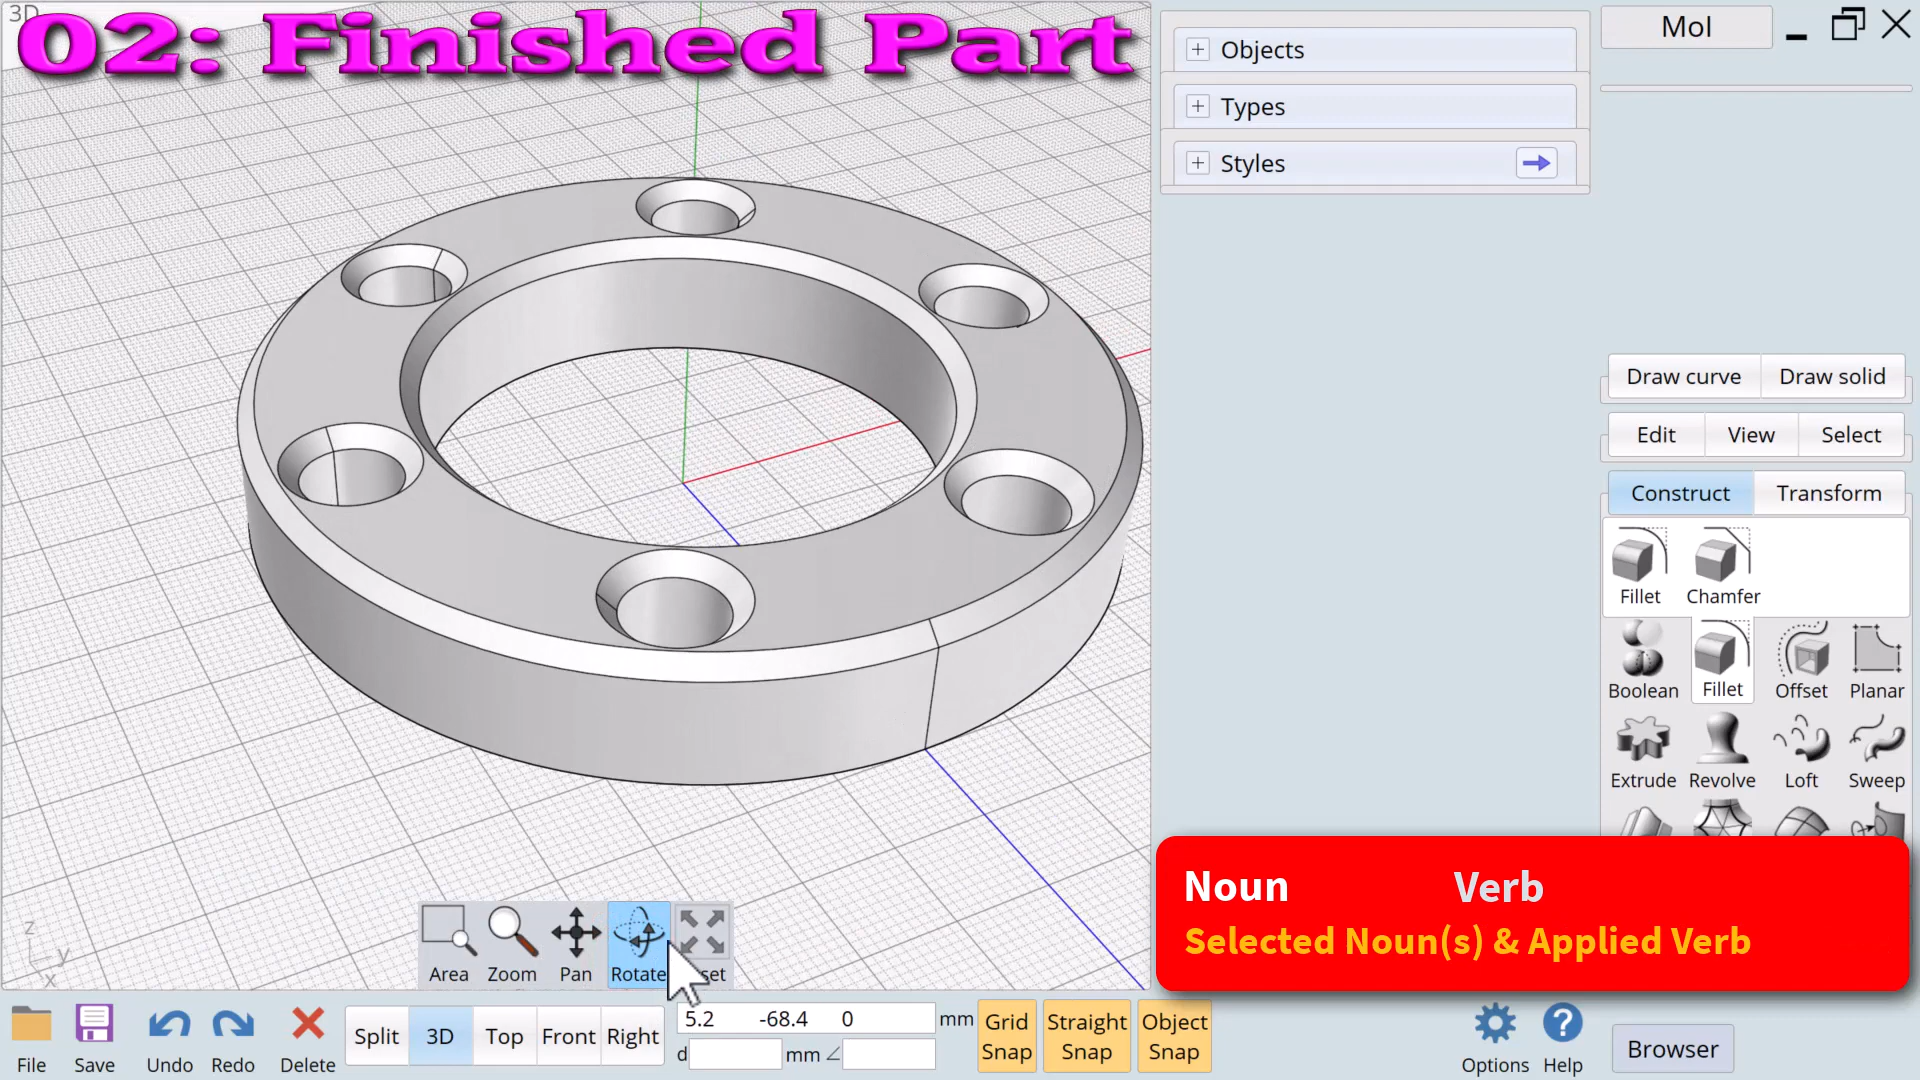 3D
02: Finished Part
Objects
Types
Styles
MoI
Draw curve
Draw solid
Edit
View
Select
Construct
Transform
Fillet
Chamfer
Boolean
Fillet
Offset
Planar
Extrude
Revolve
Loft
Sweep
Noun Verb
Selected Noun(s) & Applied Verb
z
y
x
Area
Zoom
Pan
Rotate
set
File
Save
Undo
Redo
Delete
Split
3D
Top
Front
Right
5.2 -68.4 0 mm
d mm
Grid Snap
Straight Snap
Object Snap
Options
Help
Browser